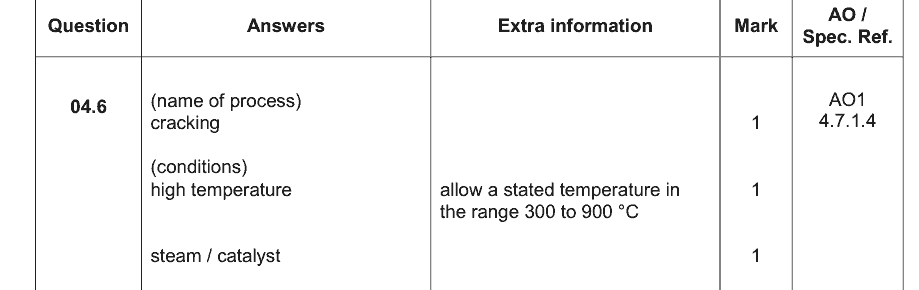 Question Answers Extra information Mark AO / Spec. Ref.
04.6 (name of process) AO1
cracking 1 4.7.1.4
(conditions)
high temperature allow a stated temperature in 1
the range 300 to 900 °C
steam / catalyst 1